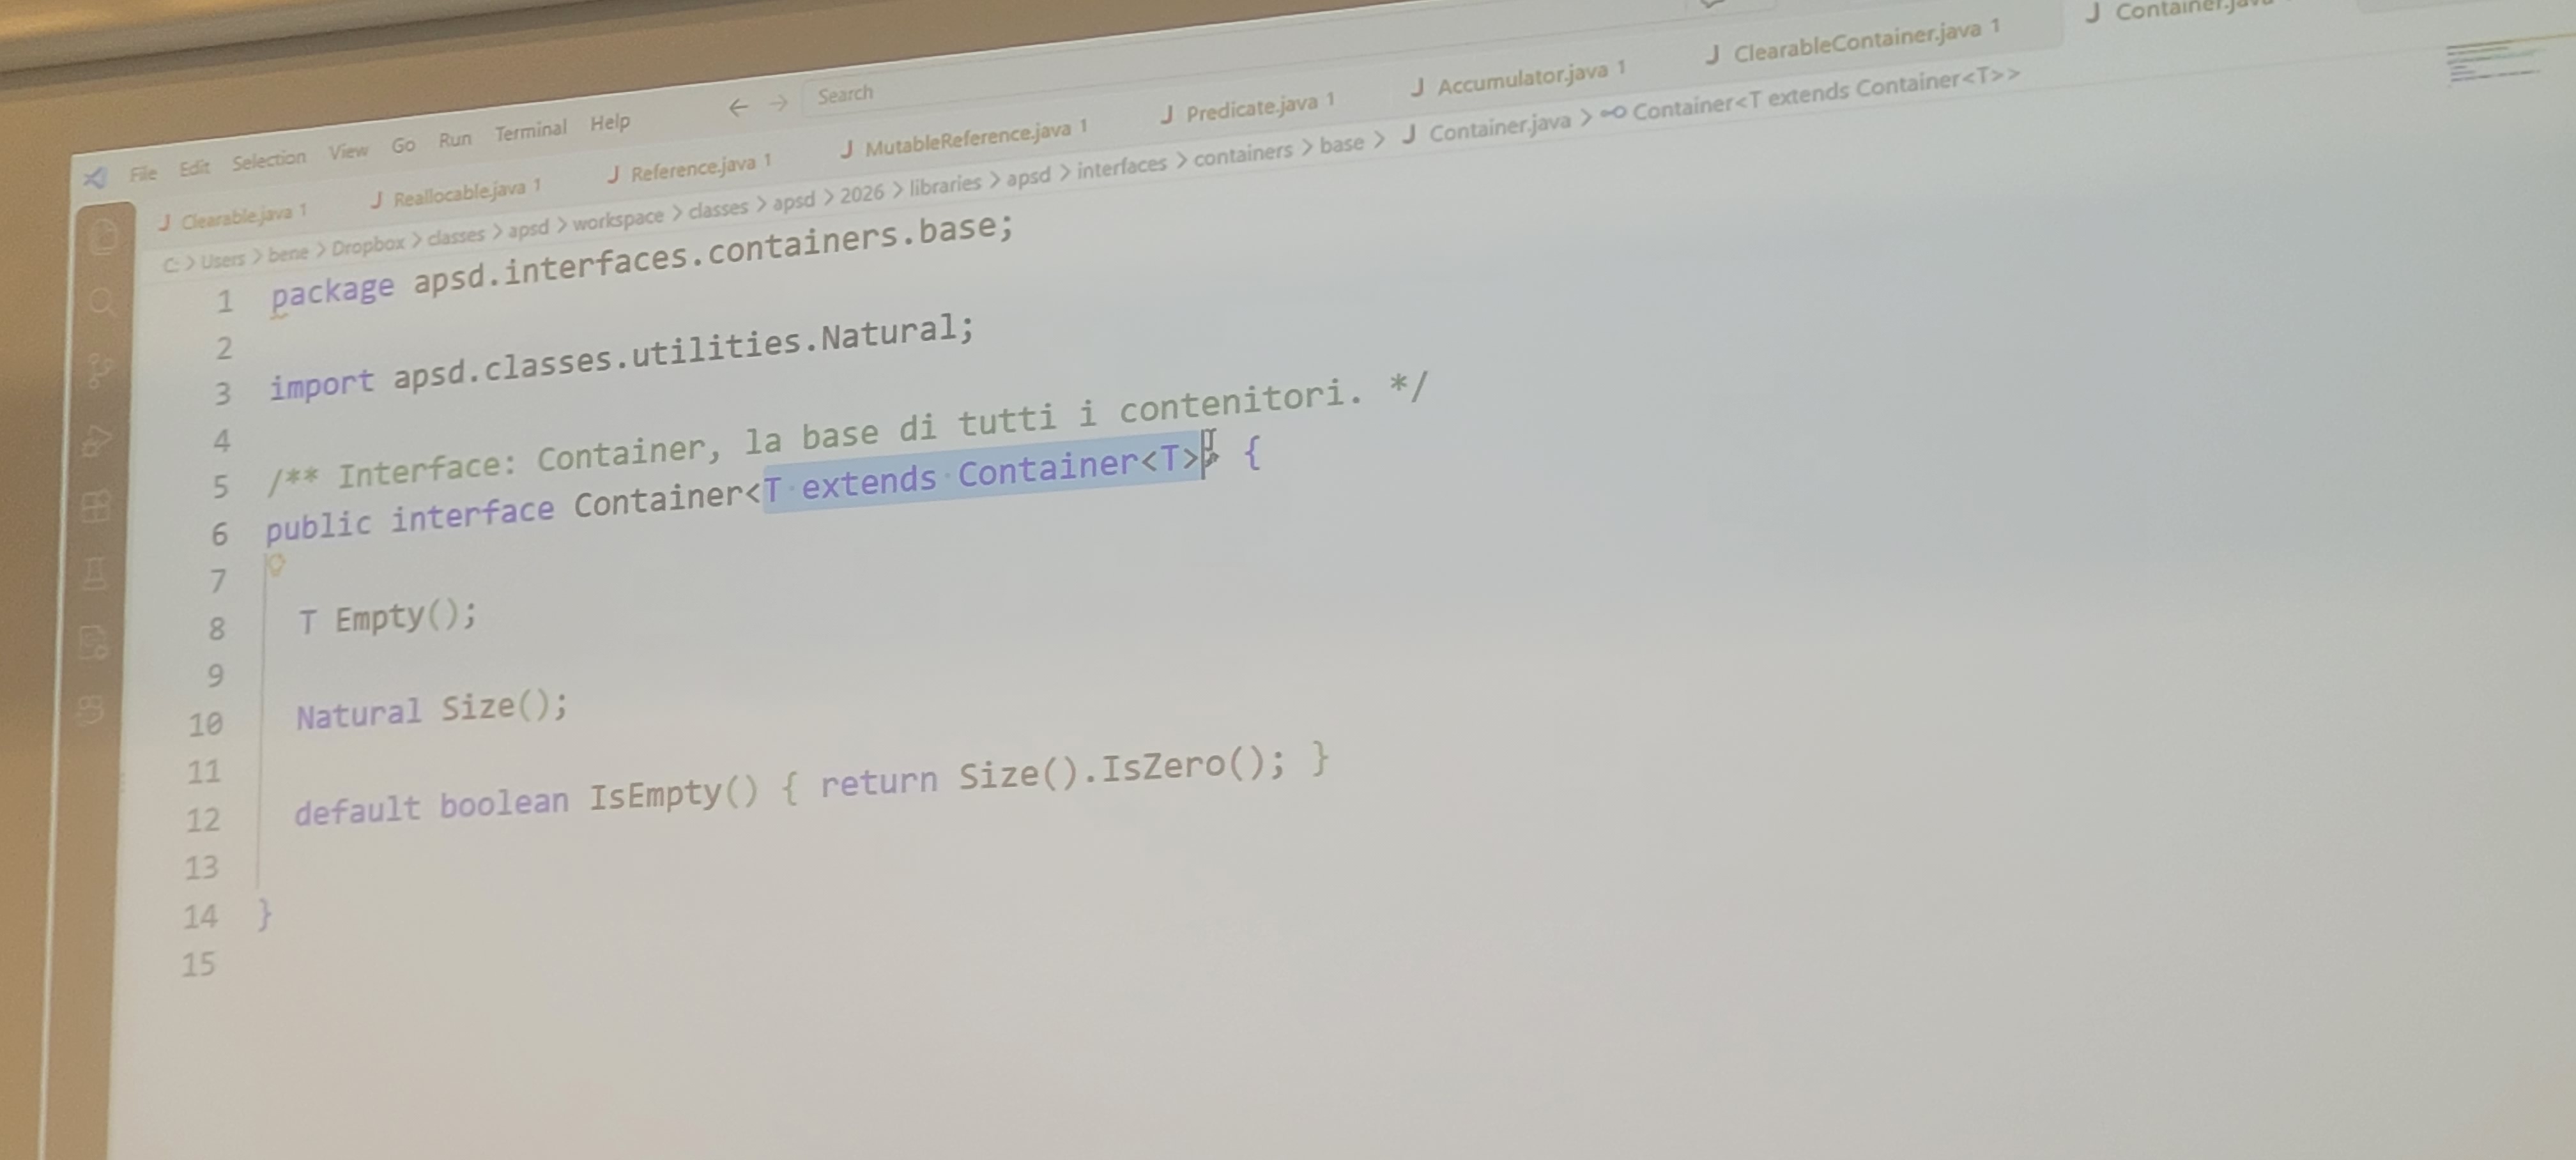 File Edit Selection View Go Run Terminal Help Search
J Clearable.java 1 J Reallocable.java 1 J Reference.java 1 J MutableReference.java 1 J Predicate.java 1 J Accumulator.java 1 J ClearableContainer.java 1 J Container.java
C: > Users > bene > Dropbox > classes > apsd > workspace > classes > apsd > 2026 > libraries > apsd > interfaces > containers > base > J Container.java > Container<T extends Container<T>>
1 package apsd.interfaces.containers.base;
2
3 import apsd.classes.utilities.Natural;
4
5 /** Interface: Container, la base di tutti i contenitori. */
6 public interface Container<T extends Container<T>> {
7
8 T Empty();
9
10 Natural Size();
11
12 default boolean IsEmpty() { return Size().IsZero(); }
13
14 }
15